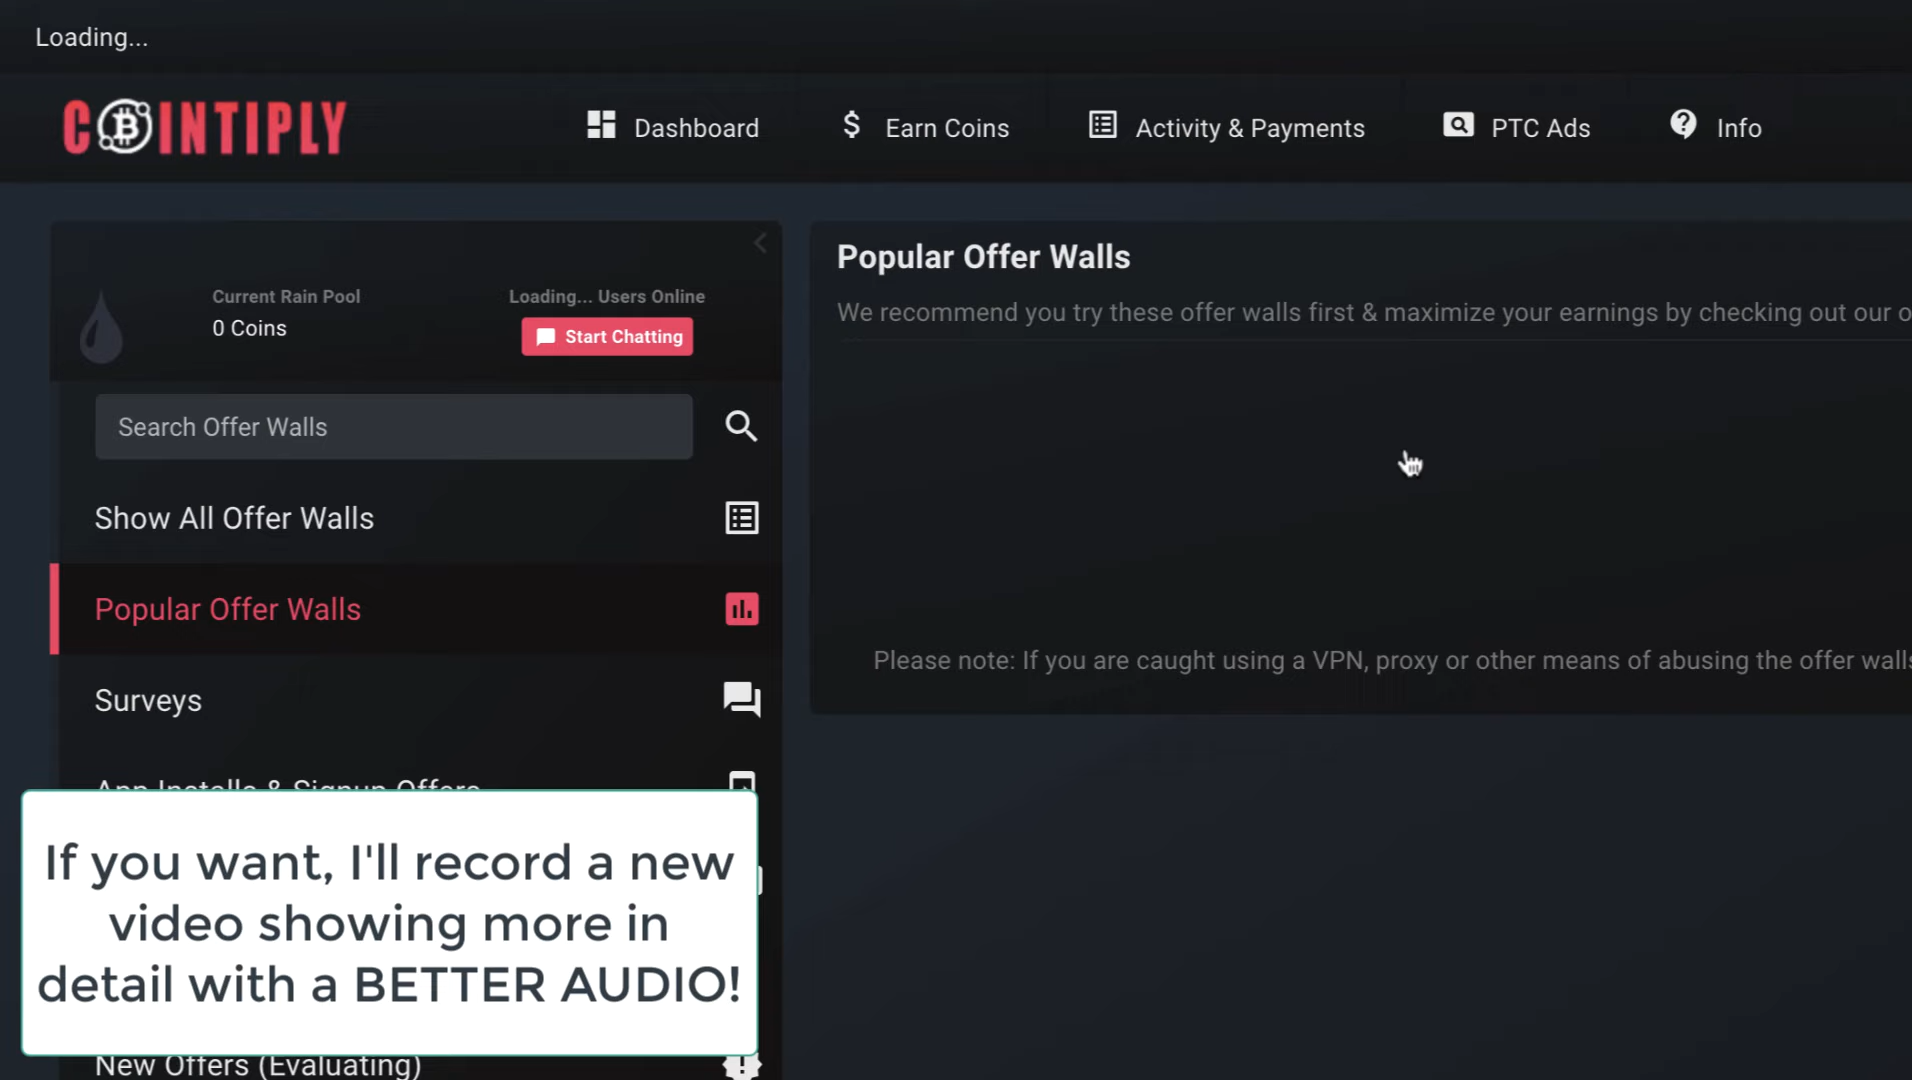 Loading...
COINTIPLY
Dashboard
Earn Coins
Activity & Payments
PTC Ads
Info
Current Rain Pool
0 Coins
Loading... Users Online
Start Chatting
Search Offer Walls
Show All Offer Walls
Popular Offer Walls
Surveys
App Installs & Signup Offers
New Offers (Evaluating)
Popular Offer Walls
We recommend you try these offer walls first & maximize your earnings by checking out our o
Please note: If you are caught using a VPN, proxy or other means of abusing the offer walls
If you want, I'll record a new
video showing more in
detail with a BETTER AUDIO!